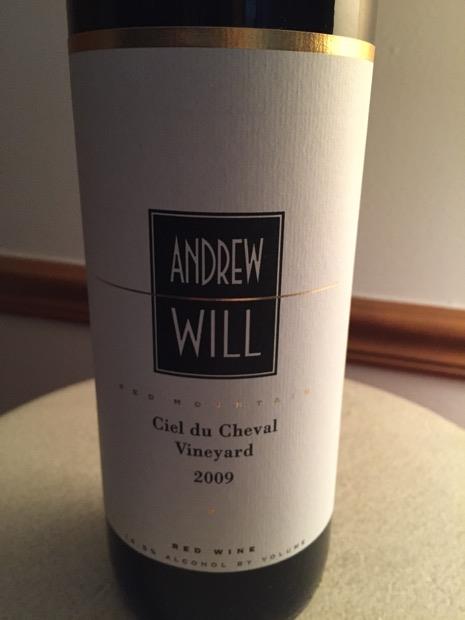 ANDREW
WILL
RED MOUNTAIN
Ciel du Cheval
Vineyard
2009
RED WINE
ALCOHOL BY VOLUME